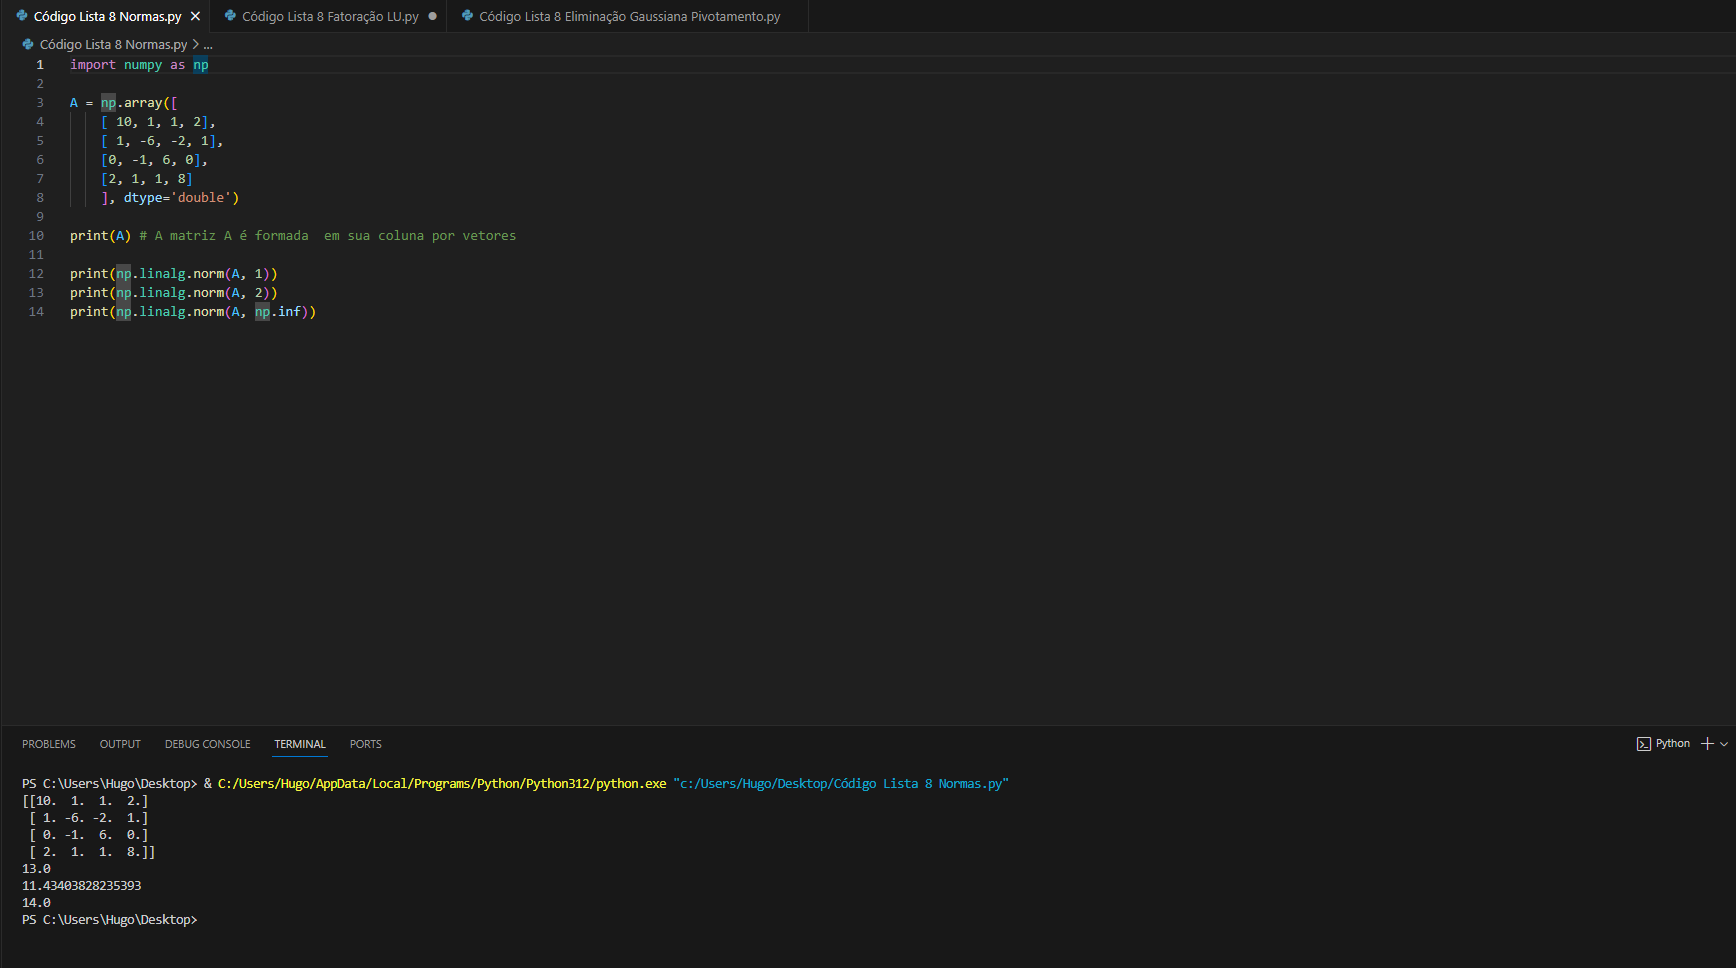 Código Lista 8 Normas.py Código Lista 8 Fatoração LU.py Código Lista 8 Eliminação Gaussiana Pivotamento.py
Código Lista 8 Normas.py > ...
1 import numpy as np
2
3 A = np.array([
4 [ 10, 1, 1, 2],
5 [ 1, -6, -2, 1],
6 [0, -1, 6, 0],
7 [2, 1, 1, 8]
8 ], dtype='double')
9
10 print(A) # A matriz A é formada  em sua coluna por vetores
11
12 print(np.linalg.norm(A, 1))
13 print(np.linalg.norm(A, 2))
14 print(np.linalg.norm(A, np.inf))
PROBLEMS OUTPUT DEBUG CONSOLE TERMINAL PORTS Python
PS C:\Users\Hugo\Desktop> & C:/Users/Hugo/AppData/Local/Programs/Python/Python312/python.exe "c:/Users/Hugo/Desktop/Código Lista 8 Normas.py"
[[10.  1.  1.  2.]
 [ 1. -6. -2.  1.]
 [ 0. -1.  6.  0.]
 [ 2.  1.  1.  8.]]
13.0
11.43403828235393
14.0
PS C:\Users\Hugo\Desktop>